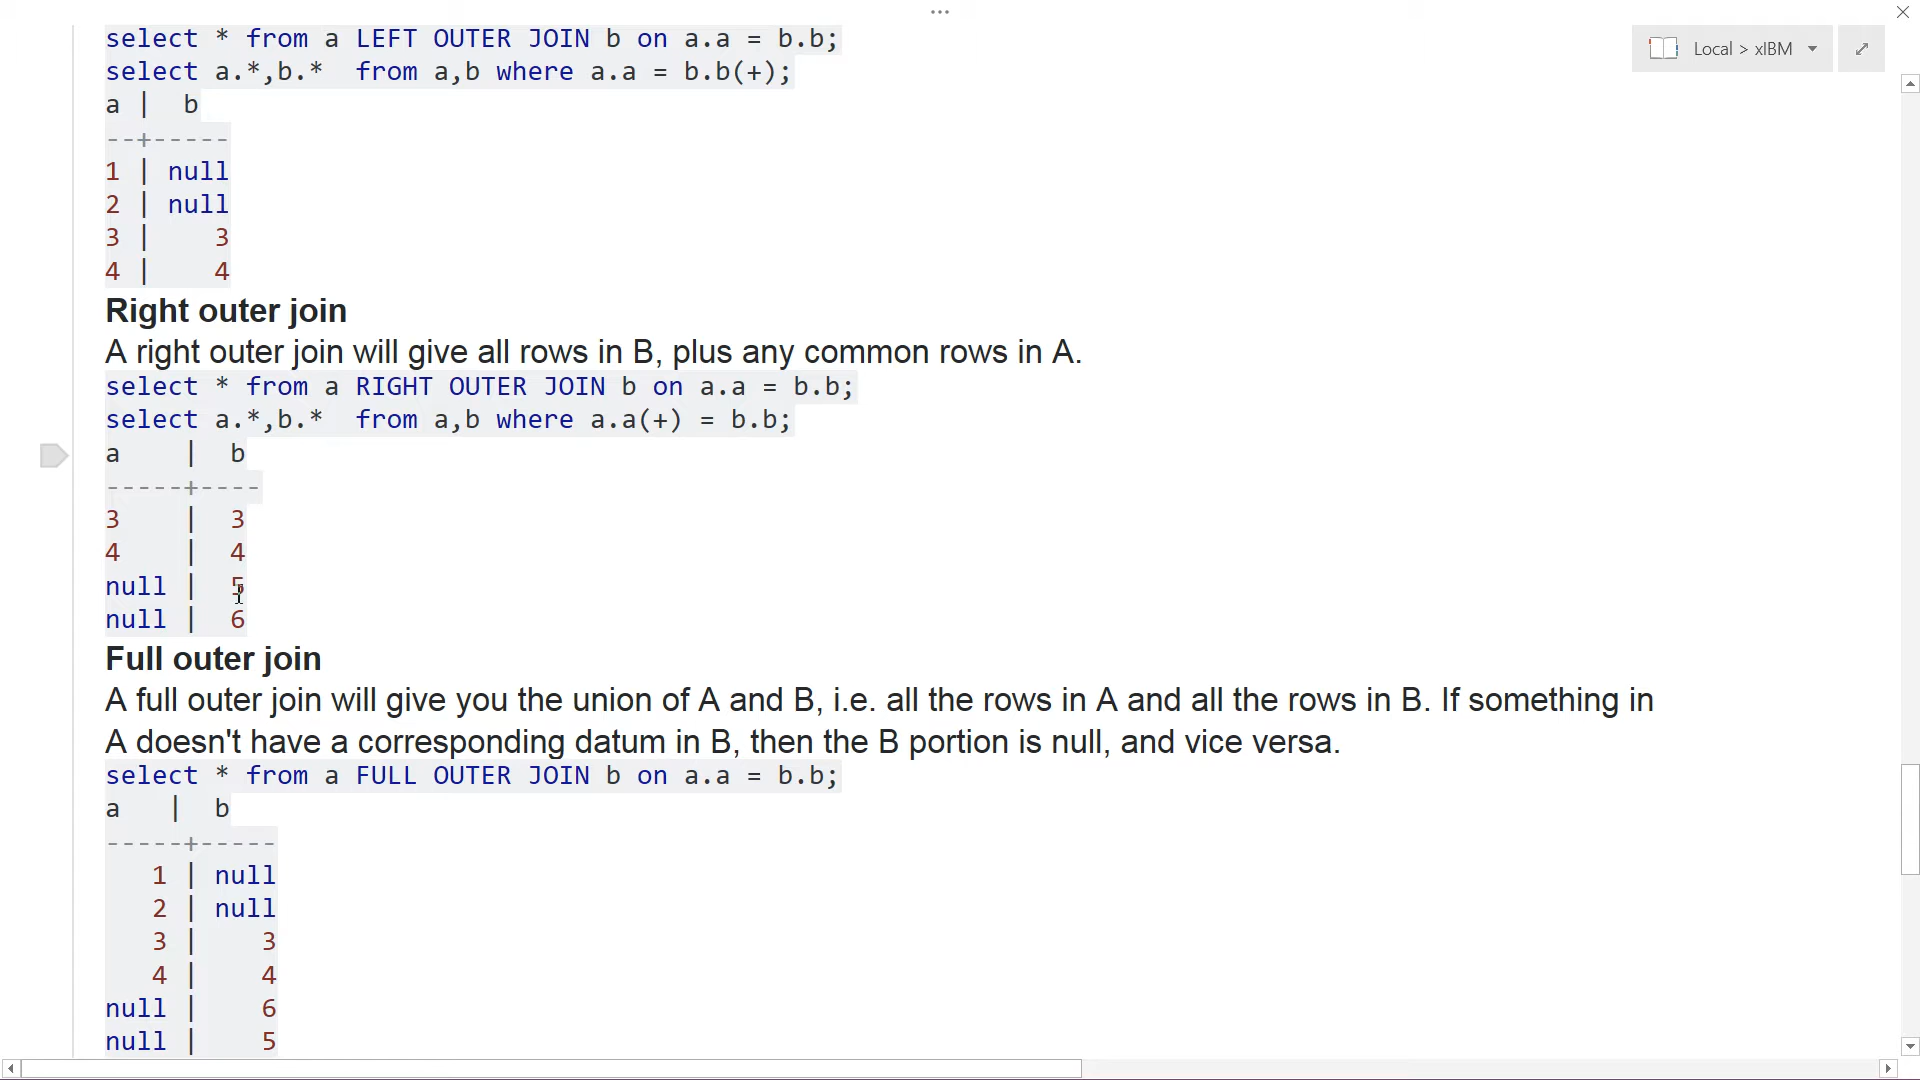 select * from a LEFT OUTER JOIN b on a.a = b.b;
select a.*,b.*  from a,b where a.a = b.b(+);
a |  b
--+-----
1 | null
2 | null
3 |    3
4 |    4
Right outer join
A right outer join will give all rows in B, plus any common rows in A.
select * from a RIGHT OUTER JOIN b on a.a = b.b;
select a.*,b.*  from a,b where a.a(+) = b.b;
a    |  b
-----+----
3    |  3
4    |  4
null |  5
null |  6
Full outer join
A full outer join will give you the union of A and B, i.e. all the rows in A and all the rows in B. If something in
A doesn't have a corresponding datum in B, then the B portion is null, and vice versa.
select * from a FULL OUTER JOIN b on a.a = b.b;
a   |  b
-----+-----
   1 | null
   2 | null
   3 |    3
   4 |    4
null |    6
null |    5
Local > xIBM